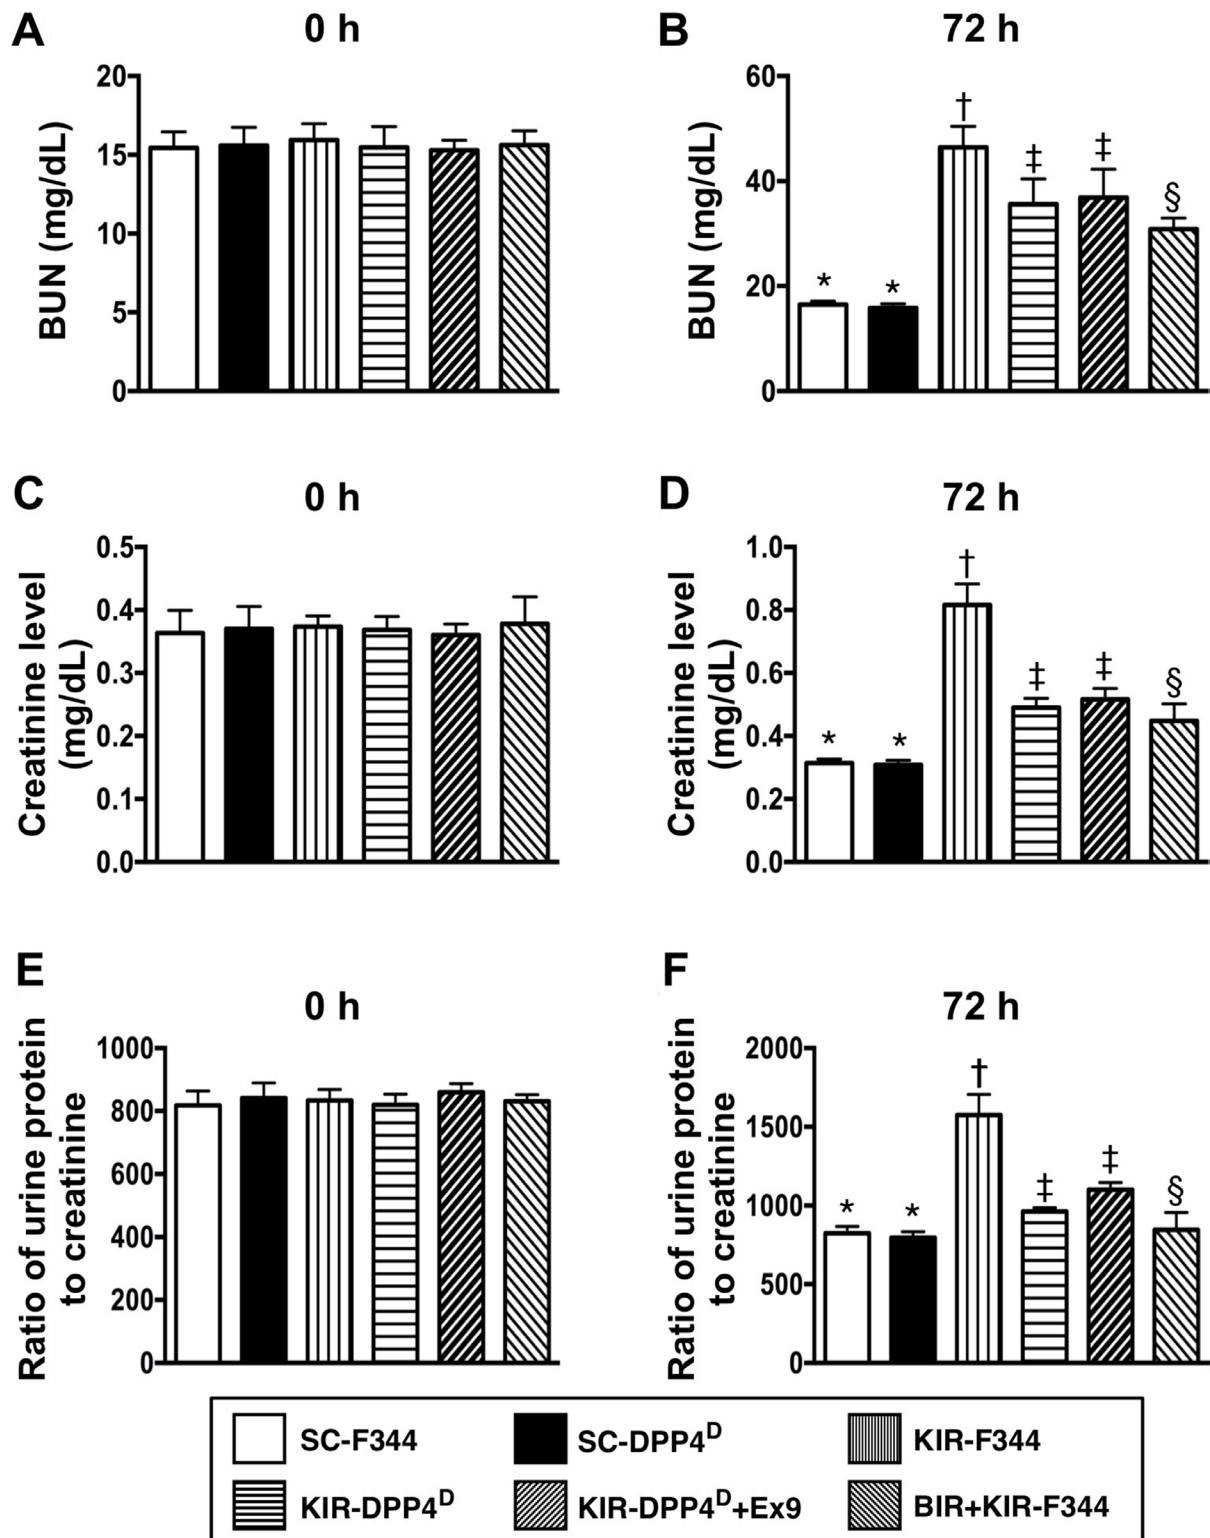 A
0 h
BUN (mg/dL)
20
15
10
5
0
B
72 h
BUN (mg/dL)
60
40
20
0
*
*
†
‡
‡
§
C
0 h
Creatinine level
(mg/dL)
0.5
0.4
0.3
0.2
0.1
0.0
D
72 h
Creatinine level
(mg/dL)
1.0
0.8
0.6
0.4
0.2
0.0
*
*
†
‡
‡
§
E
0 h
Ratio of urine protein
to creatinine
1000
800
600
400
200
0
F
72 h
Ratio of urine protein
to creatinine
2000
1500
1000
500
0
*
*
†
‡
‡
§
SC-F344
SC-DPP4ᴰ
KIR-F344
KIR-DPP4ᴰ
KIR-DPP4ᴰ+Ex9
BIR+KIR-F344